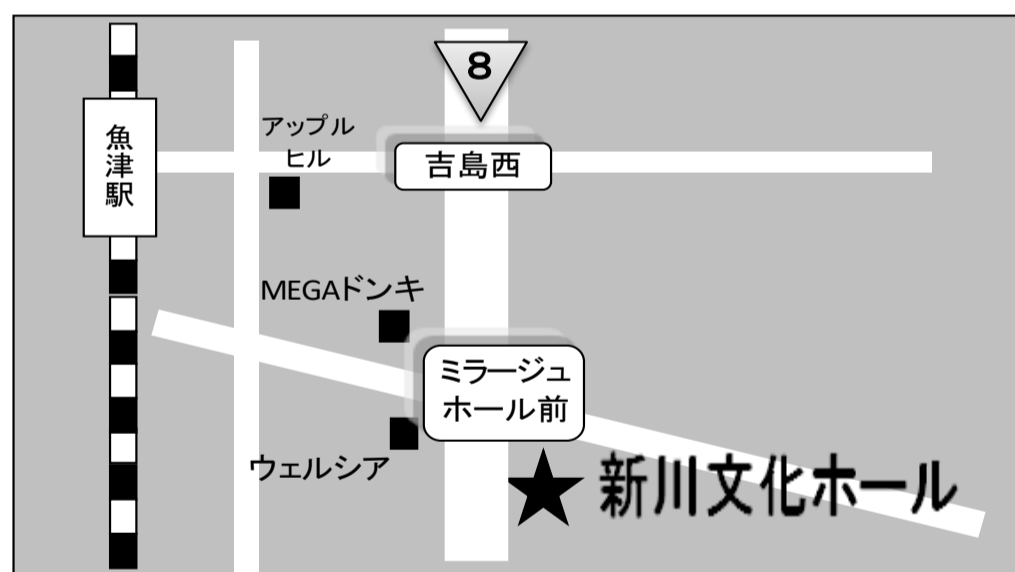 8
魚津駅
アップル
ヒル
吉島西
MEGAドンキ
ミラージュ
ホール前
ウェルシア
新川文化ホール